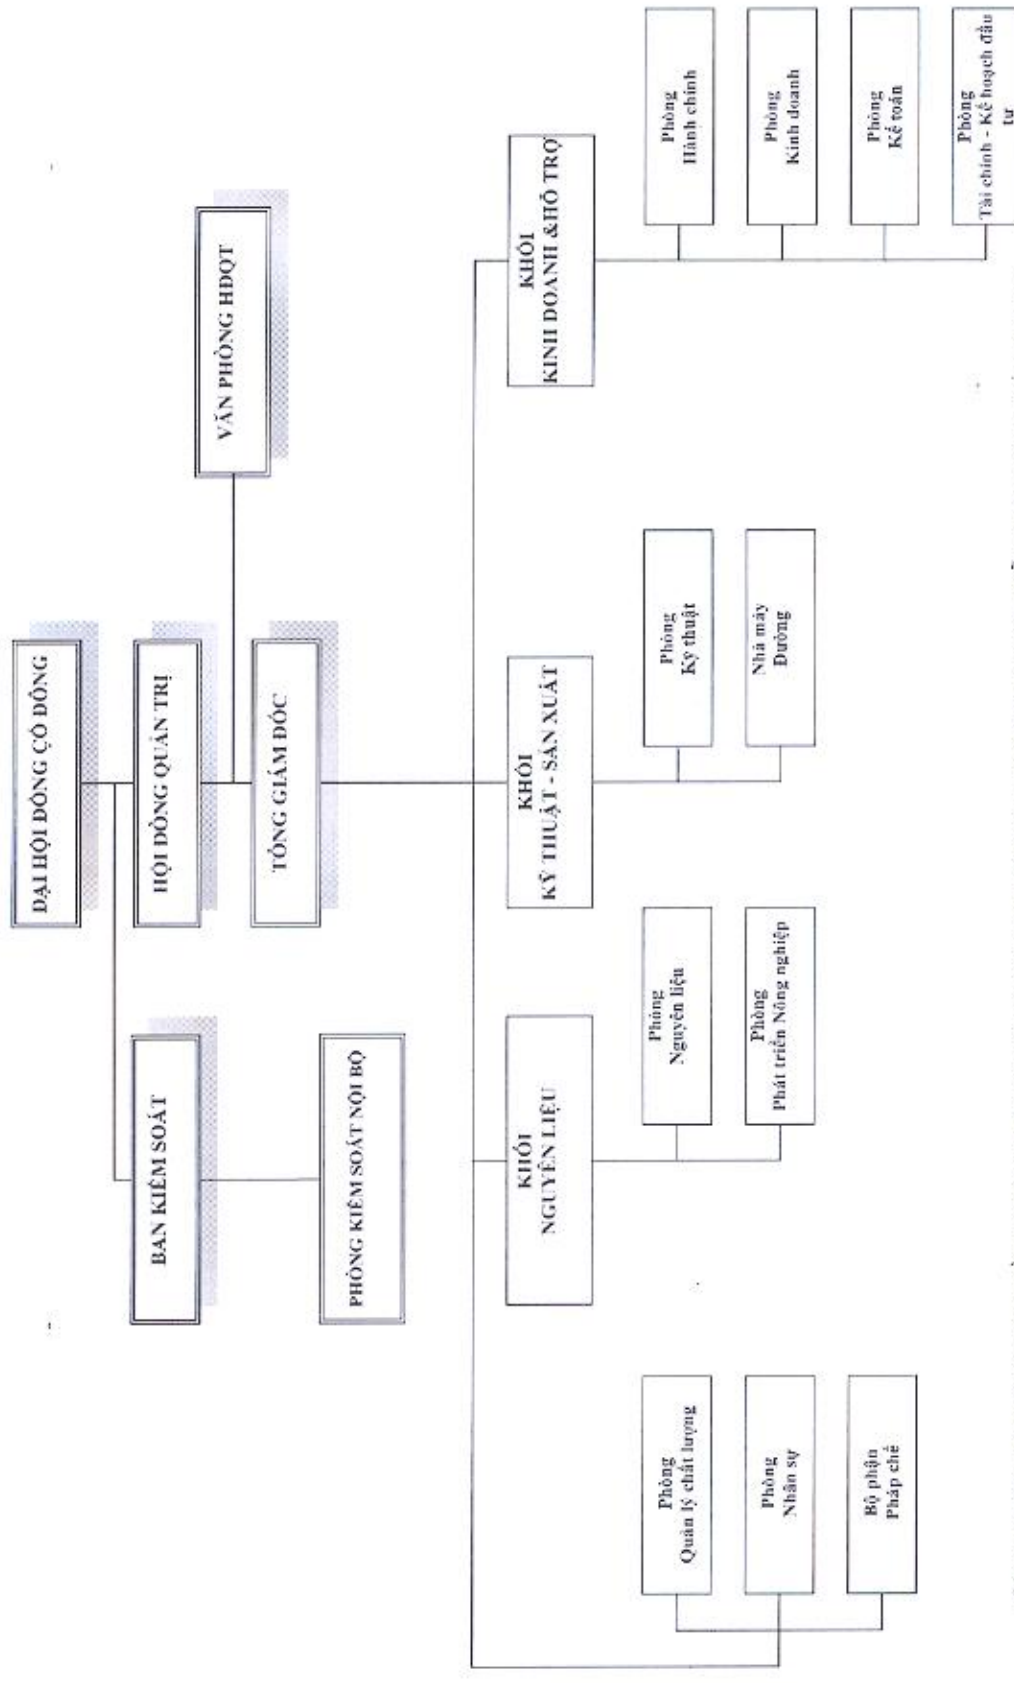 ĐẠI HỘI ĐỒNG CỔ ĐÔNG
BAN KIỂM SOÁT
HỘI ĐỒNG QUẢN TRỊ
VĂN PHÒNG HĐQT
TỔNG GIÁM ĐỐC
PHÒNG KIỂM SOÁT NỘI BỘ
KHỐI
NGUYÊN LIỆU
KHỐI
KỸ THUẬT - SẢN XUẤT
KHỐI
KINH DOANH &HỖ TRỢ
Phòng
Quản lý chất lượng
Phòng
Nhân sự
Bộ phận
Pháp chế
Phòng
Nguyên liệu
Phòng
Phát triển Nông nghiệp
Phòng
Kỹ thuật
Nhà máy
Đường
Phòng
Hành chính
Phòng
Kinh doanh
Phòng
Kế toán
Phòng
Tài chính - Kế hoạch đầu
tư